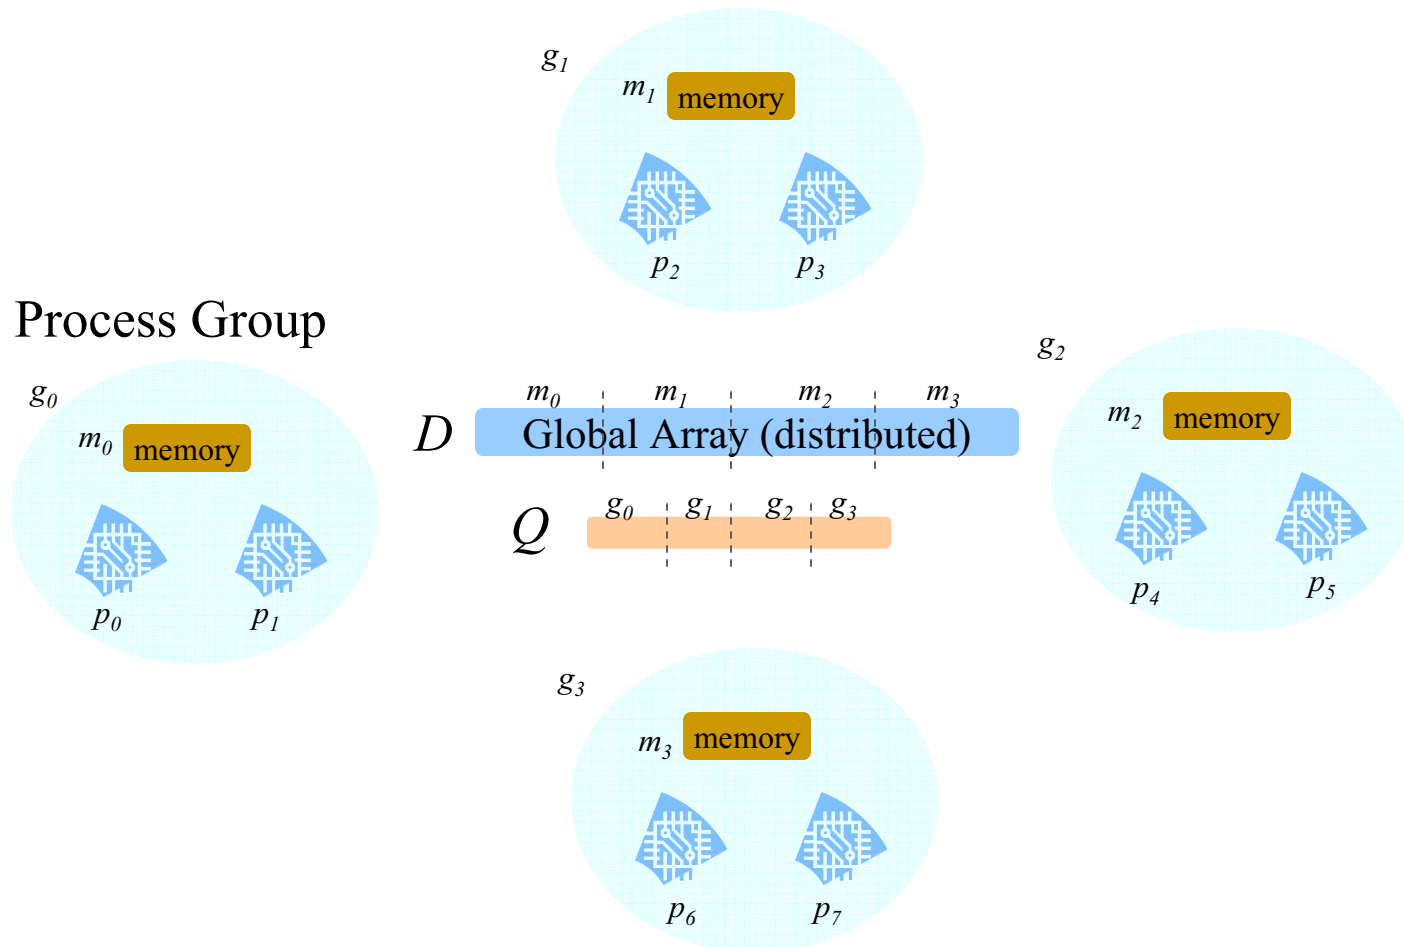 g1
m1 memory
p2 p3
Process Group
g0
m0 memory
p0 p1
m0 m1 m2 m3
D Global Array (distributed)
g0 g1 g2 g3
Q
g2
m2 memory
p4 p5
g3
m3 memory
p6 p7